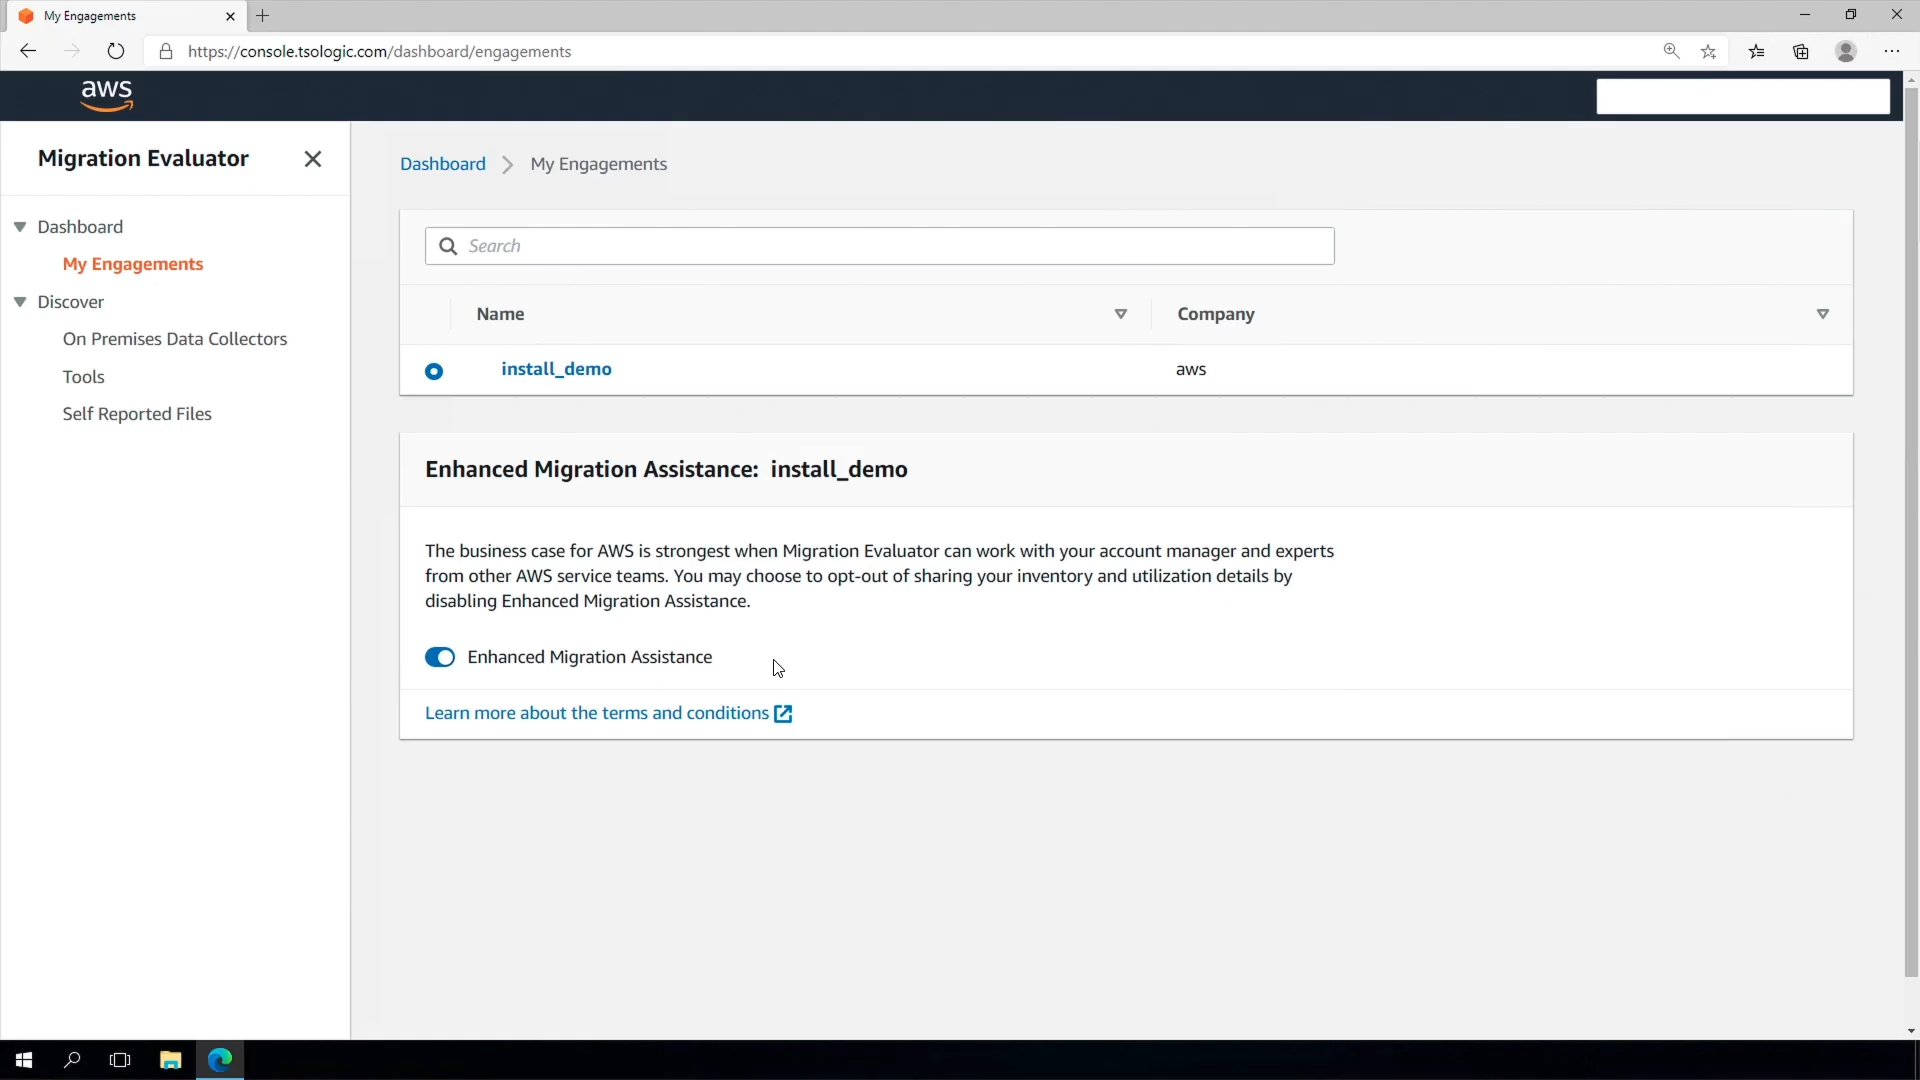 My Engagements
https://console.tsologic.com/dashboard/engagements
aws
Migration Evaluator
Dashboard
My Engagements
Discover
On Premises Data Collectors
Tools
Self Reported Files
Dashboard
My Engagements
Search
Name
Company
install_demo
aws
Enhanced Migration Assistance: install_demo
The business case for AWS is strongest when Migration Evaluator can work with your account manager and experts
from other AWS service teams. You may choose to opt-out of sharing your inventory and utilization details by
disabling Enhanced Migration Assistance.
Enhanced Migration Assistance
Learn more about the terms and conditions